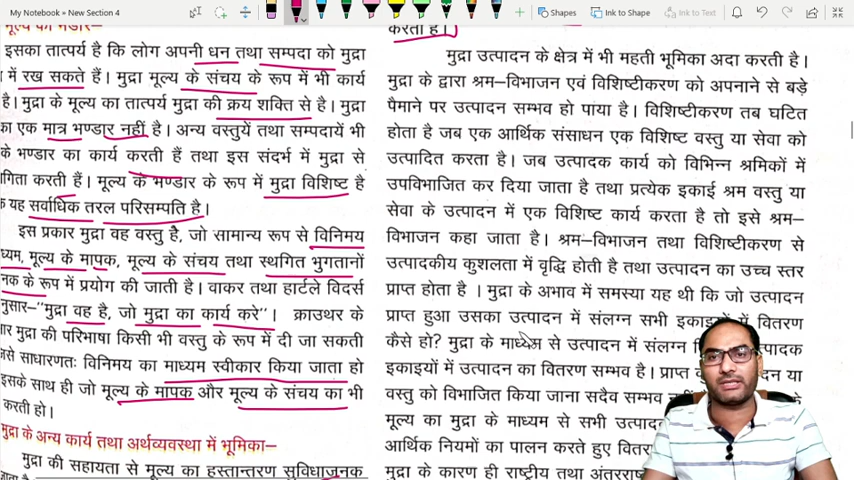 My Notebook » New Section 4
Shapes
Ink to Shape
Ink to Text
मूल्य का भंडार–
इसका तात्पर्य है कि लोग अपनी धन तथा सम्पदा को मुद्रा
में रख सकते हैं। मुद्रा मूल्य के संचय के रूप में भी कार्य
है। मुद्रा के मूल्य का तात्पर्य मुद्रा की क्रय शक्ति से है। मुद्रा
का एक मात्र भण्डार नहीं है। अन्य वस्तुयें तथा सम्पदायें भी
के भण्डार का कार्य करती हैं तथा इस संदर्भ में मुद्रा से
करती हैं। मूल्य के भण्डार के रूप में मुद्रा विशिष्ट है
यह सर्वाधिक तरल परिसम्पति है।
इस प्रकार मुद्रा वह वस्तु है, जो सामान्य रूप से विनिमय
मूल्य के मापक, मूल्य के संचय तथा स्थगित भुगतानों
के रूप में प्रयोग की जाती है। वाकर तथा हार्टले विदर्स
"मुद्रा वह है, जो मुद्रा का कार्य करे"। क्राउथर के
मुद्रा की परिभाषा किसी भी वस्तु के रूप में दी जा सकती
साधारणतः विनिमय का माध्यम स्वीकार किया जाता हो
इसके साथ ही जो मूल्य के मापक और मूल्य के संचय का भी
करती हो।
मुद्रा के अन्य कार्य तथा अर्थव्यवस्था में भूमिका–
मुद्रा की सहायता से मूल्य का हस्तान्तरण सुविधाजनक
करता है।
मुद्रा उत्पादन के क्षेत्र में भी महती भूमिका अदा करती है।
मुद्रा के द्वारा श्रम–विभाजन एवं विशिष्टीकरण को अपनाने से बड़े
पैमाने पर उत्पादन सम्भव हो पाया है। विशिष्टीकरण तब घटित
होता है जब एक आर्थिक संसाधन एक विशिष्ट वस्तु या सेवा को
उत्पादित करता है। जब उत्पादक कार्य को विभिन्न श्रमिकों में
उपविभाजित कर दिया जाता है तथा प्रत्येक इकाई श्रम वस्तु या
सेवा के उत्पादन में एक विशिष्ट कार्य करता है तो इसे श्रम–
विभाजन कहा जाता है। श्रम–विभाजन तथा विशिष्टीकरण से
उत्पादकीय कुशलता में वृद्धि होती है तथा उत्पादन का उच्च स्तर
प्राप्त होता है । मुद्रा के अभाव में समस्या यह थी कि जो उत्पादन
प्राप्त हुआ उसका उत्पादन में संलग्न सभी में वितरण
कैसे हो? मुद्रा के माध्यम से उत्पादन में संलग्न
इकाइयों में उत्पादन का वितरण सम्भव है। या
वस्तु को विभाजित किया जाना सदैव सम्भव
मूल्य का मुद्रा के माध्यम से सभी
आर्थिक नियमों का पालन करते हुए
मुद्रा के कारण ही राष्ट्रीय तथा